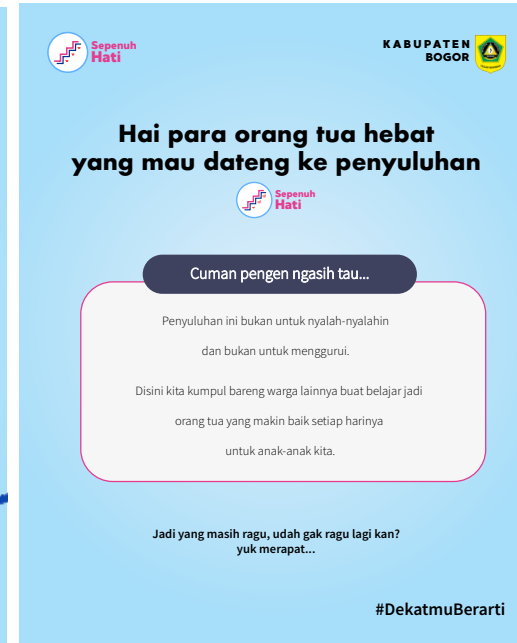 Sepenuh
Hati
KABUPATEN
BOGOR
Hai para orang tua hebat
yang mau dateng ke penyuluhan
Sepenuh
Hati
Cuman pengen ngasih tau...
Penyuluhan ini bukan untuk nyalah-nyalahin
dan bukan untuk menggurui.
Disini kita kumpul bareng warga lainnya buat belajar jadi
orang tua yang makin baik setiap harinya
untuk anak-anak kita.
Jadi yang masih ragu, udah gak ragu lagi kan?
yuk merapat...
#DekatmuBerarti